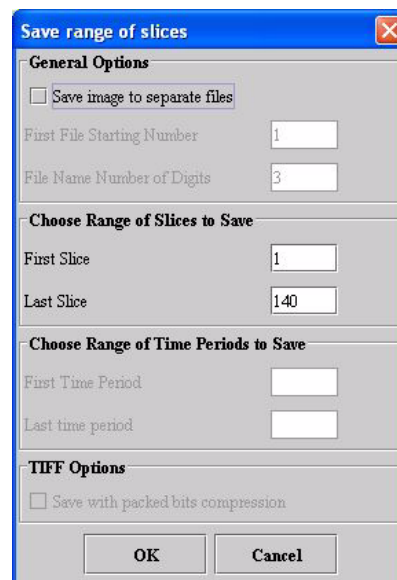 Save range of slices
General Options
Save image to separate files
First File Starting Number 1
File Name Number of Digits 3
Choose Range of Slices to Save
First Slice 1
Last Slice 140
Choose Range of Time Periods to Save
First Time Period
Last time period
TIFF Options
Save with packed bits compression
OK Cancel